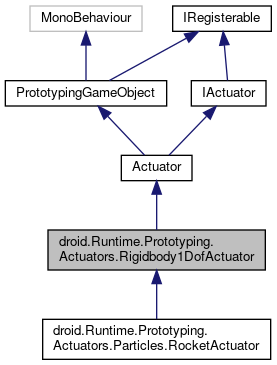 MonoBehaviour
IRegisterable
PrototypingGameObject
IActuator
Actuator
droid.Runtime.Prototyping.
Actuators.Rigidbody1DofActuator
droid.Runtime.Prototyping.
Actuators.Particles.RocketActuator